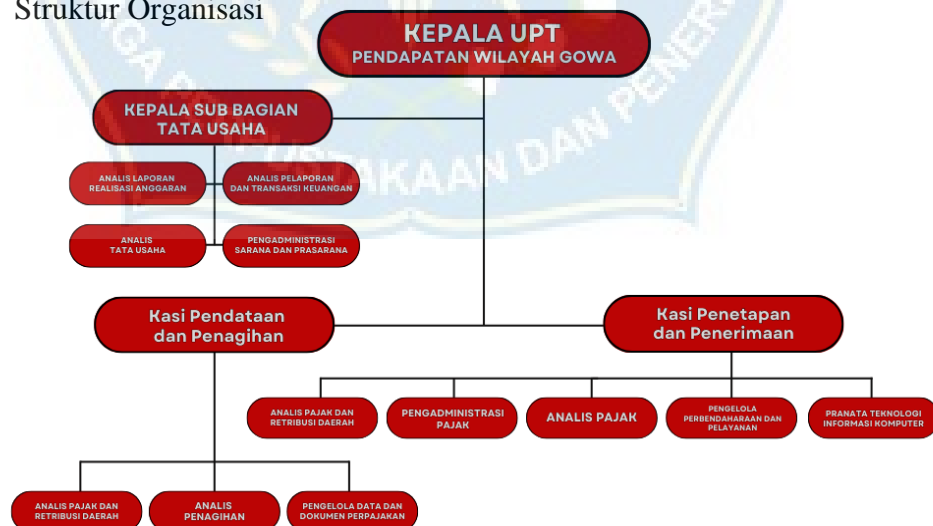 Struktur Organisasi
KEPALA UPT
PENDAPATAN WILAYAH GOWA
KEPALA SUB BAGIAN
TATA USAHA
ANALIS LAPORAN
REALISASI ANGGARAN
ANALIS PELAPORAN
DAN TRANSAKSI KEUANGAN
ANALIS
TATA USAHA
PENGADMINISTRASI
SARANA DAN PRASARANA
Kasi Pendataan
dan Penagihan
Kasi Penetapan
dan Penerimaan
ANALIS PAJAK DAN
RETRIBUSI DAERAH
PENGADMINISTRASI
PAJAK
ANALIS PAJAK
PENGELOLA
PERBENDAHARAAN DAN
PELAYANAN
PRANATA TEKNOLOGI
INFORMASI KOMPUTER
ANALIS PAJAK DAN
RETRIBUSI DAERAH
ANALIS
PENAGIHAN
PENGELOLA DATA DAN
DOKUMEN PERPAJAKAN
DAN